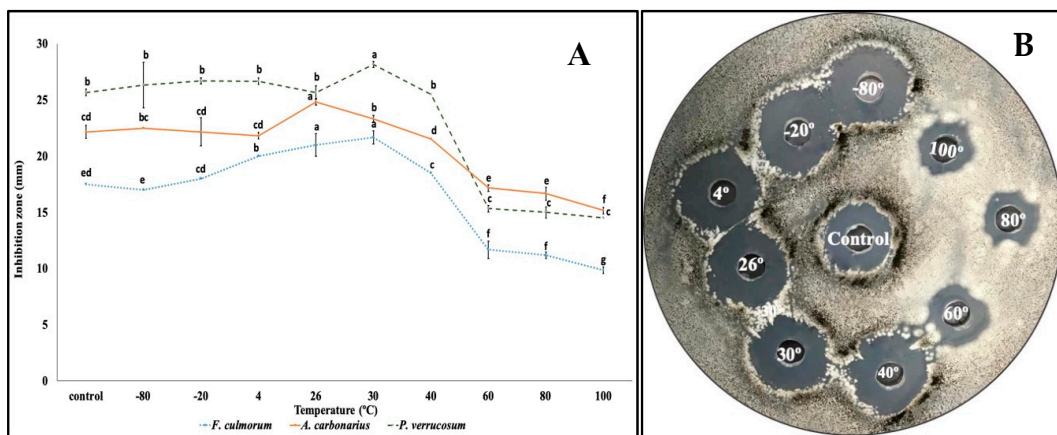 A
Inhibition zone (mm)
30
25
20
15
10
5
0
b b b b b a b
cd bc cd cd a b d e e f
ed e cd b a a c c c c
f f g
control -80 -20 4 26 30 40 60 80 100
Temperature (ºC)
F. culmorum A. carbonarius P. verrucosum
B
-80º
-20º
100º
4º
80º
Control
26º
60º
30º
40º